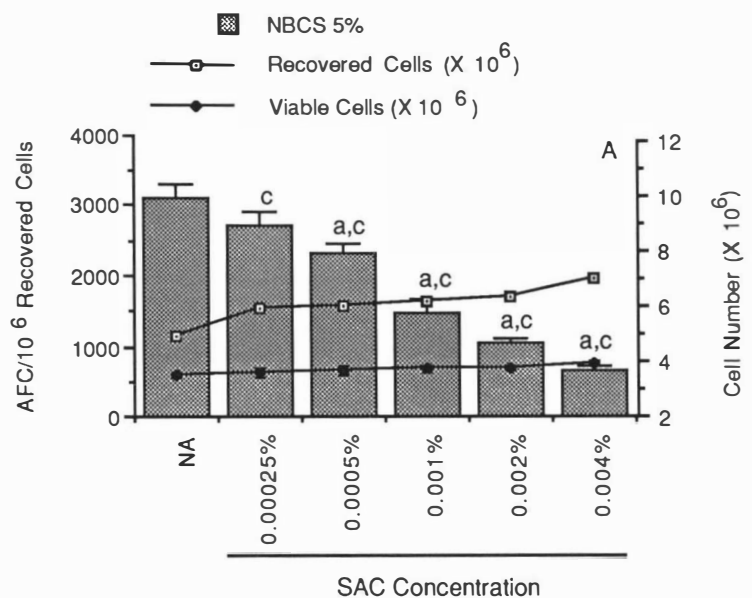 NBCS 5%
Recovered Cells (X 10^6)
Viable Cells (X 10^6)
A
AFC/10^6 Recovered Cells
4000
3000
2000
1000
0
Cell Number (X 10^6)
12
10
8
6
4
2
c
a,c
a,c
a,c
a,c
NA
0.00025%
0.0005%
0.001%
0.002%
0.004%
SAC Concentration